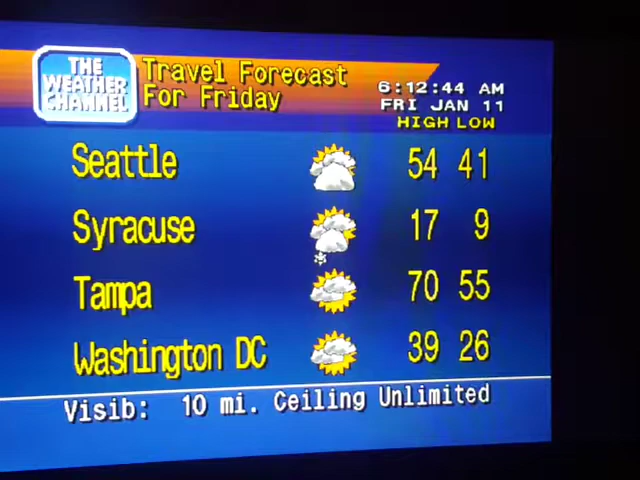 THE
WEATHER
CHANNEL
Travel Forecast
For Friday
6:12:44 AM
FRI JAN 11
HIGH LOW
Seattle 54 41
Syracuse 17 9
Tampa 70 55
Washington DC 39 26
Visib: 10 mi. Ceiling Unlimited